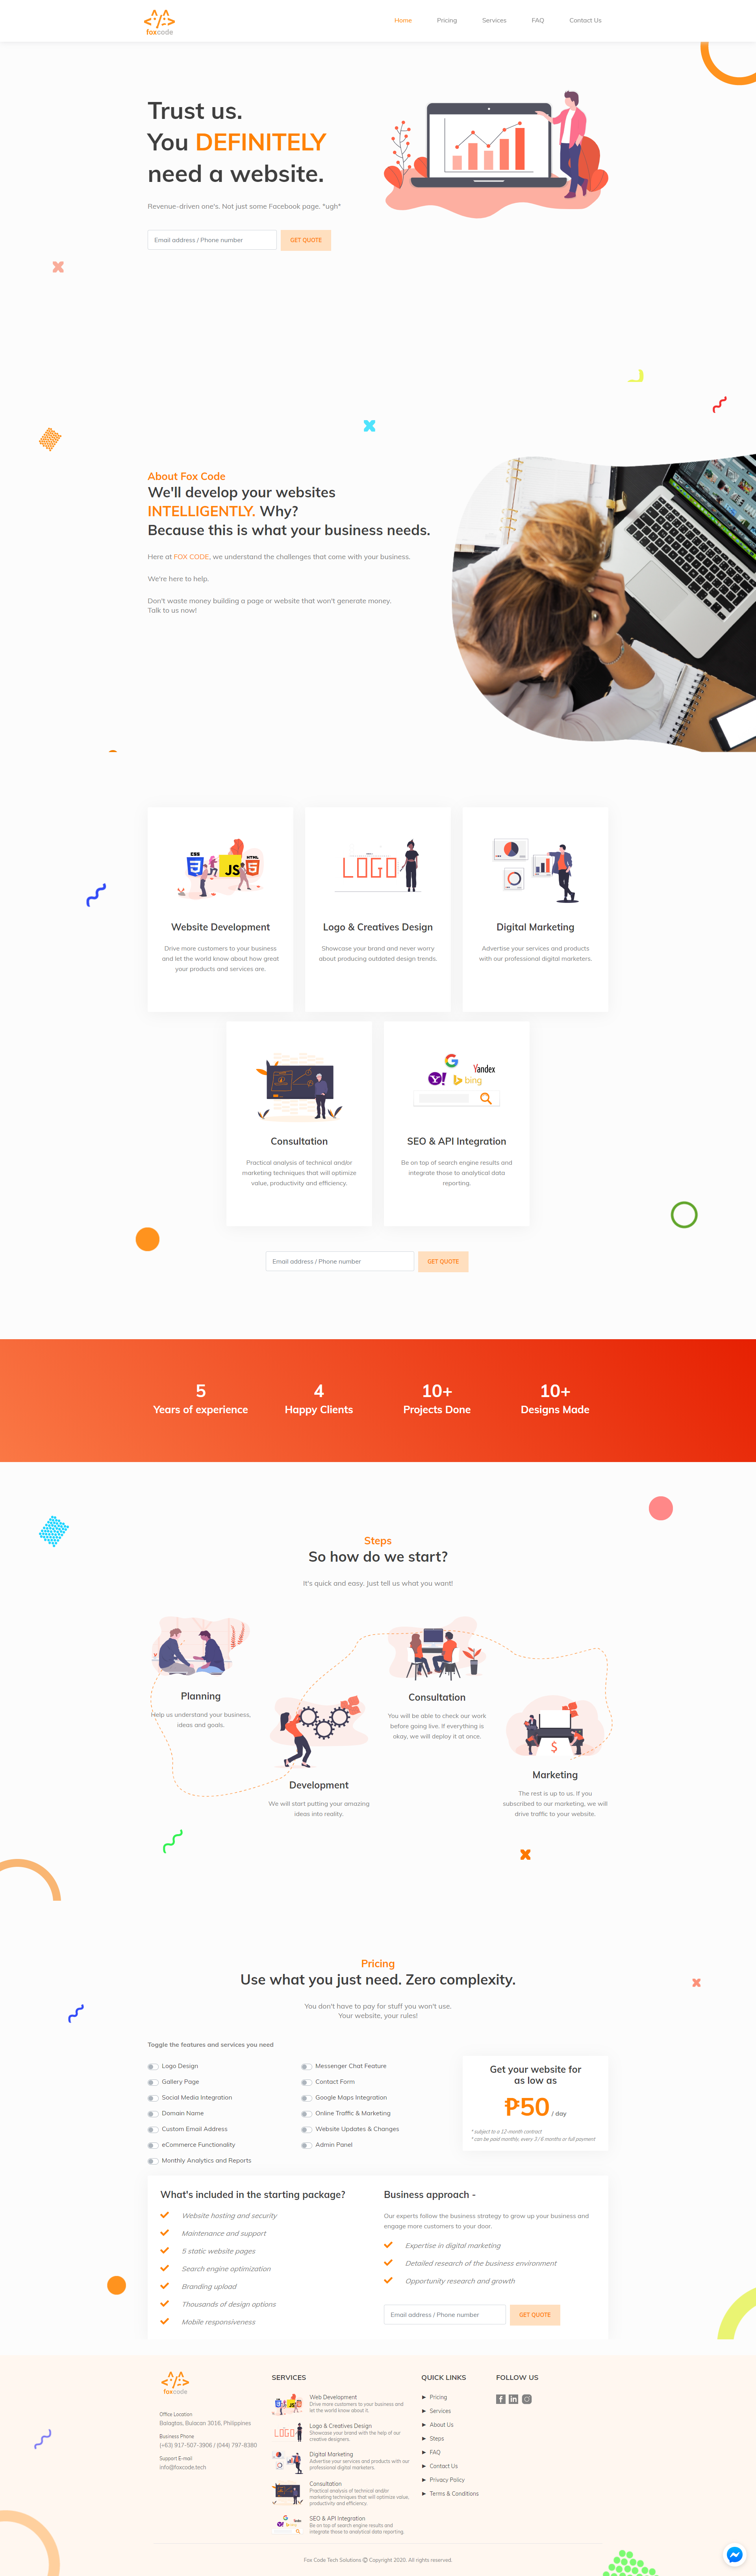 foxcode
Home
Pricing
Services
FAQ
Contact Us
Trust us.
You DEFINITELY
need a website.
Revenue-driven one's. Not just some Facebook page. *ugh*
Email address / Phone number
GET QUOTE
About Fox Code
We'll develop your websites
INTELLIGENTLY. Why?
Because this is what your business needs.
Here at FOX CODE, we understand the challenges that come with your business.
We're here to help.
Don't waste money building a page or website that won't generate money.
Talk to us now!
CSS
JS
HTML
Website Development
Drive more customers to your business
and let the world know about how great
your products and services are.
LOGO
Logo & Creatives Design
Showcase your brand and never worry
about producing outdated design trends.
Digital Marketing
Advertise your services and products
with our professional digital marketers.
Consultation
Practical analysis of technical and/or
marketing techniques that will optimize
value, productivity and efficiency.
G
Yandex
Y!
bing
SEO & API Integration
Be on top of search engine results and
integrate those to analytical data
reporting.
Email address / Phone number
GET QUOTE
5
Years of experience
4
Happy Clients
10+
Projects Done
10+
Designs Made
Steps
So how do we start?
It's quick and easy. Just tell us what you want!
Planning
Help us understand your business,
ideas and goals.
Development
We will start putting your amazing
ideas into reality.
Consultation
You will be able to check our work
before going live. If everything is
okay, we will deploy it at once.
$
Marketing
The rest is up to us. If you
subscribed to our marketing, we will
drive traffic to your website.
Pricing
Use what you just need. Zero complexity.
You don't have to pay for stuff you won't use.
Your website, your rules!
Toggle the features and services you need
Logo Design
Gallery Page
Social Media Integration
Domain Name
Custom Email Address
eCommerce Functionality
Monthly Analytics and Reports
Messenger Chat Feature
Contact Form
Google Maps Integration
Online Traffic & Marketing
Website Updates & Changes
Admin Panel
Get your website for
as low as
₱50 / day
* subject to a 12-month contract
* can be paid monthly, every 3 / 6 months or full payment
What's included in the starting package?
Website hosting and security
Maintenance and support
5 static website pages
Search engine optimization
Branding upload
Thousands of design options
Mobile responsiveness
Business approach -
Our experts follow the business strategy to grow up your business and
engage more customers to your door.
Expertise in digital marketing
Detailed research of the business environment
Opportunity research and growth
Email address / Phone number
GET QUOTE
foxcode
Office Location
Balagtas, Bulacan 3016, Philippines
Business Phone
(+63) 917-507-3906 / (044) 797-8380
Support E-mail
info@foxcode.tech
SERVICES
Web Development
Drive more customers to your business and
let the world know about it.
LOGO
Logo & Creatives Design
Showcase your brand with the help of our
creative designers.
Digital Marketing
Advertise your services and products with our
professional digital marketers.
Consultation
Practical analysis of technical and/or
marketing techniques that will optimize value,
productivity and efficiency.
SEO & API Integration
Be on top of search engine results and
integrate those to analytical data reporting.
QUICK LINKS
Pricing
Services
About Us
Steps
FAQ
Contact Us
Privacy Policy
Terms & Conditions
FOLLOW US
Fox Code Tech Solutions © Copyright 2020. All rights reserved.